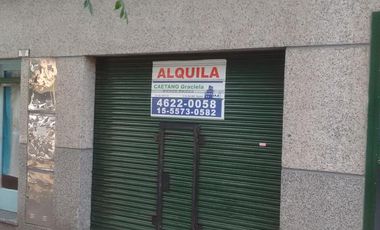 ALQUILA
CAETANO Graciela
4622-0058
15-5573-0582